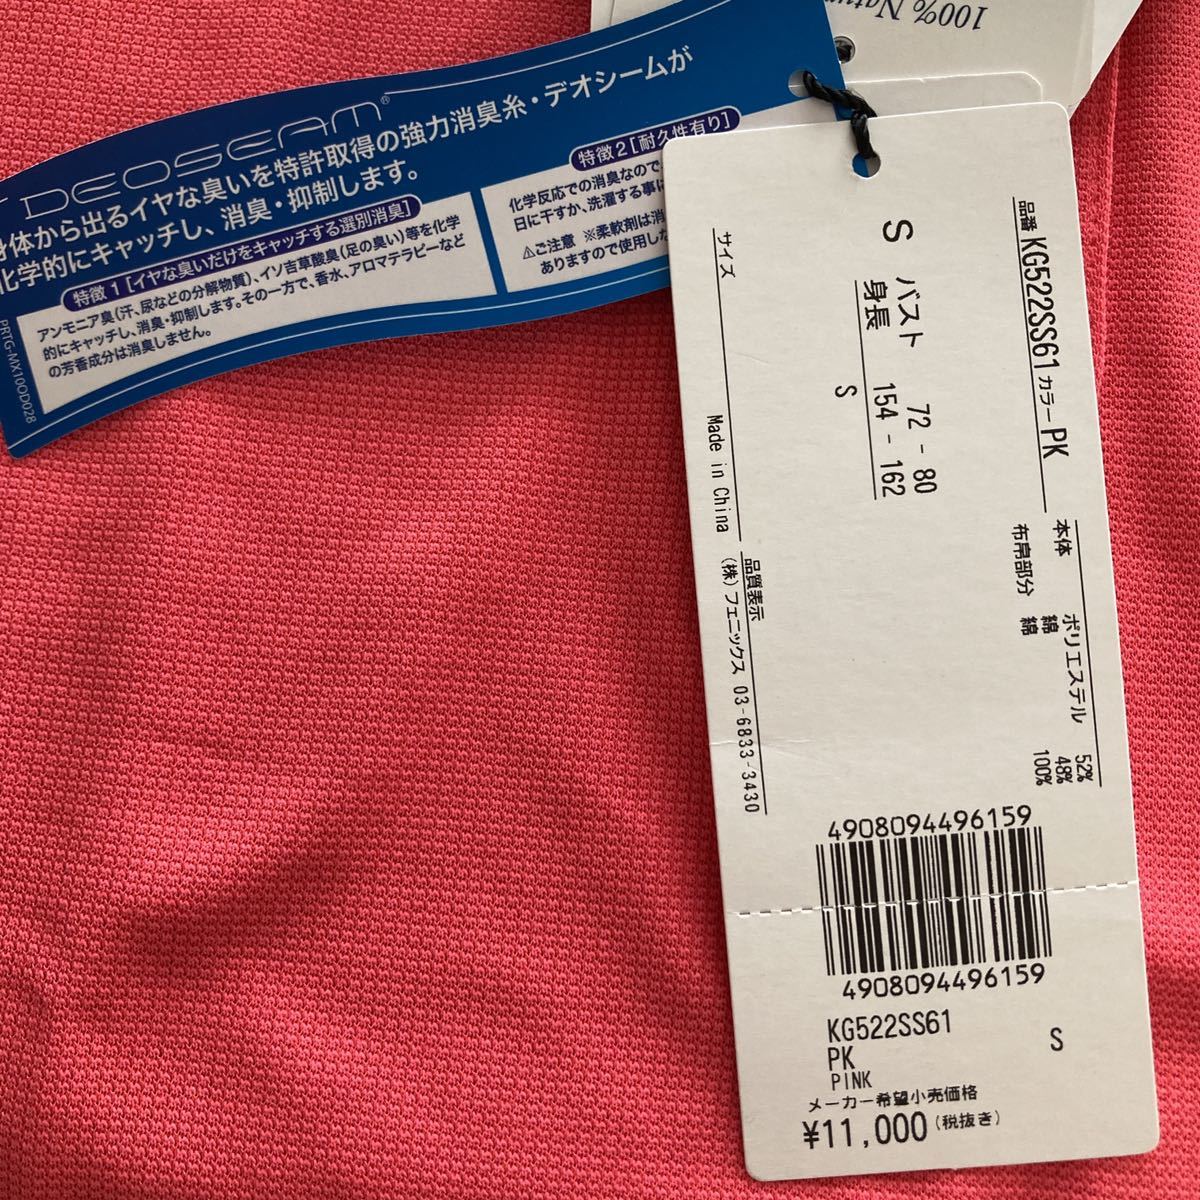 100%
DEOSEAM®
身体から出るイヤな臭いを特許取得の強力消臭糸・デオシームが
化学的にキャッチし、消臭・抑制します。
特徴1[イヤな臭いだけをキャッチする選別消臭]
アンモニア臭(汗、尿などの分解物質)、イソ吉草酸臭(足の臭い)等を化学
的にキャッチし、消臭・抑制します。その一方で、香水、アロマテラピーなど
の芳香成分は消臭しません。
特徴2[耐久性有り]
化学反応での消臭なので
日に干すか、洗濯する事に
⚠ご注意 ※柔軟剤は消
ありますので使用した
PRTG-MX10OD028
品番 KG522SS61 カラー PK
本体 ポリエステル 52%
綿 48%
布帛部分 綿 100%
サイズ
S バスト 72 - 80
身長 154 - 162
S
Made in China
品質表示
(株)フェニックス 03-6833-3430
4908094496159
4908094496159
KG522SS61
PK S
PINK
メーカー希望小売価格
¥11,000(税抜き)